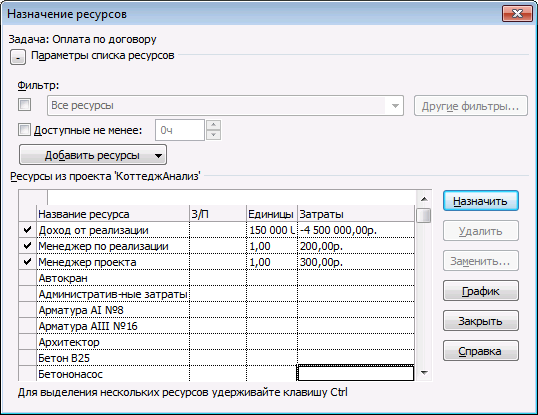 Назначение ресурсов
Задача: Оплата по договору
- Параметры списка ресурсов
Фильтр:
Все ресурсы Другие фильтры...
Доступные не менее: 0ч
Добавить ресурсы
Ресурсы из проекта 'КоттеджАнализ'
Название ресурса З/П Единицы Затраты
Доход от реализации 150 000 -4 500 000,00р.
Менеджер по реализации 1,00 200,00р.
Менеджер проекта 1,00 300,00р.
Автокран
Административ-ные затраты
Арматура AI №8
Арматура AIII №16
Архитектор
Бетон В25
Бетононасос
Назначить
Удалить
Заменить...
График
Закрыть
Справка
Для выделения нескольких ресурсов удерживайте клавишу Ctrl